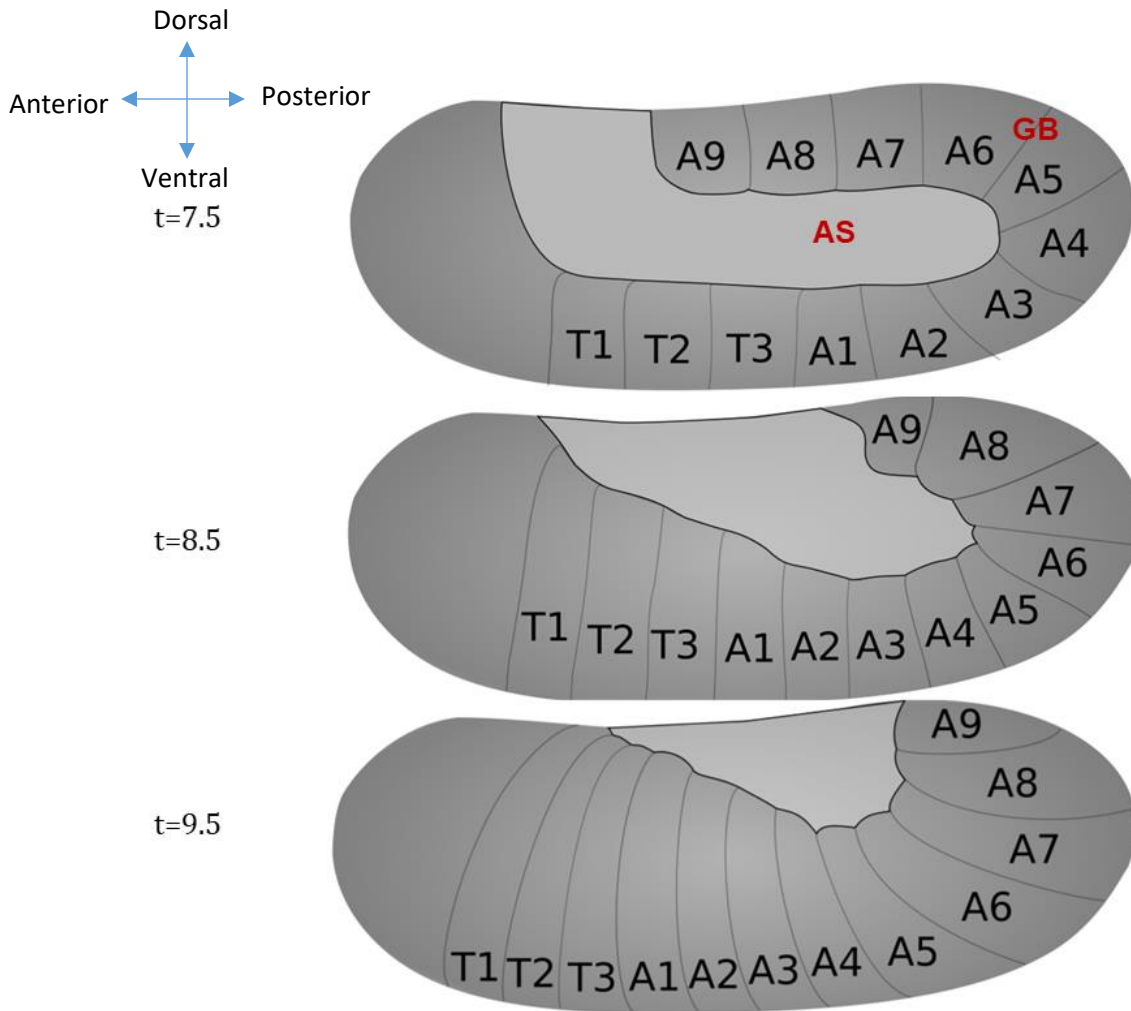 Dorsal
Anterior Posterior
Ventral
t=7.5
A9 A8 A7 A6 GB
A5
AS
A4
A3
T1 T2 T3 A1 A2
t=8.5
A9 A8
A7
A6
T1 T2 T3 A1 A2 A3 A4 A5
t=9.5
A9
A8
A7
A6
T1 T2 T3 A1 A2 A3 A4 A5